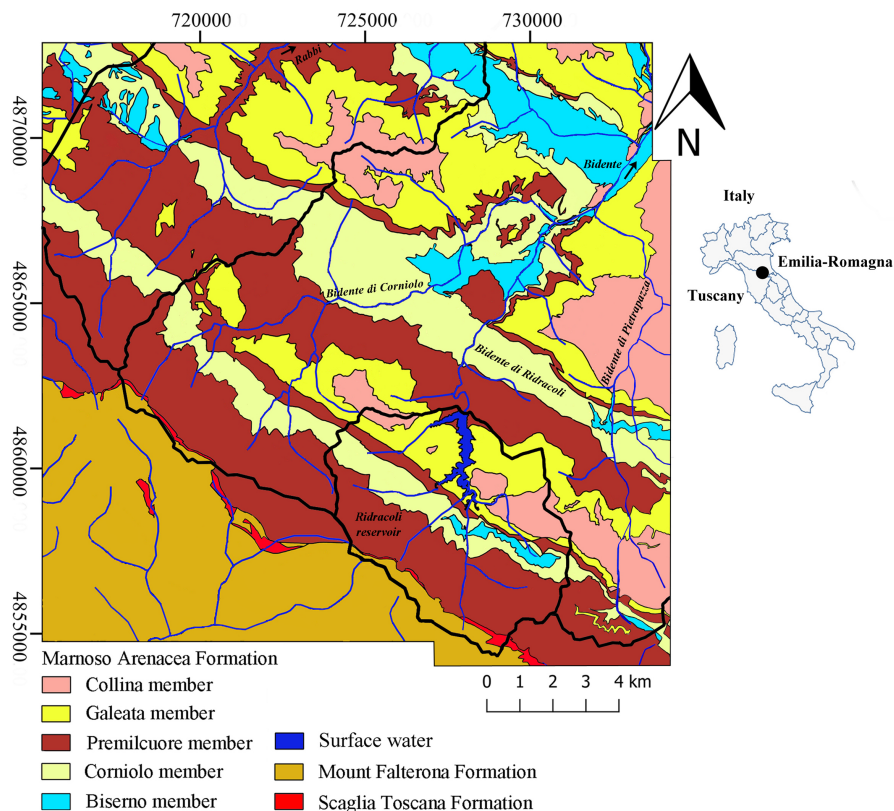 720000
725000
730000
4870000
4865000
4860000
4855000
Rabbi
Bidente
Bidente di Corniolo
Bidente di Ridracoli
Bidente di Pietrapazza
Ridracoli
reservoir
N
Italy
Emilia-Romagna
Tuscany
Marnoso Arenacea Formation
Collina member
Galeata member
Premilcuore member
Corniolo member
Biserno member
Surface water
Mount Falterona Formation
Scaglia Toscana Formation
0 1 2 3 4 km